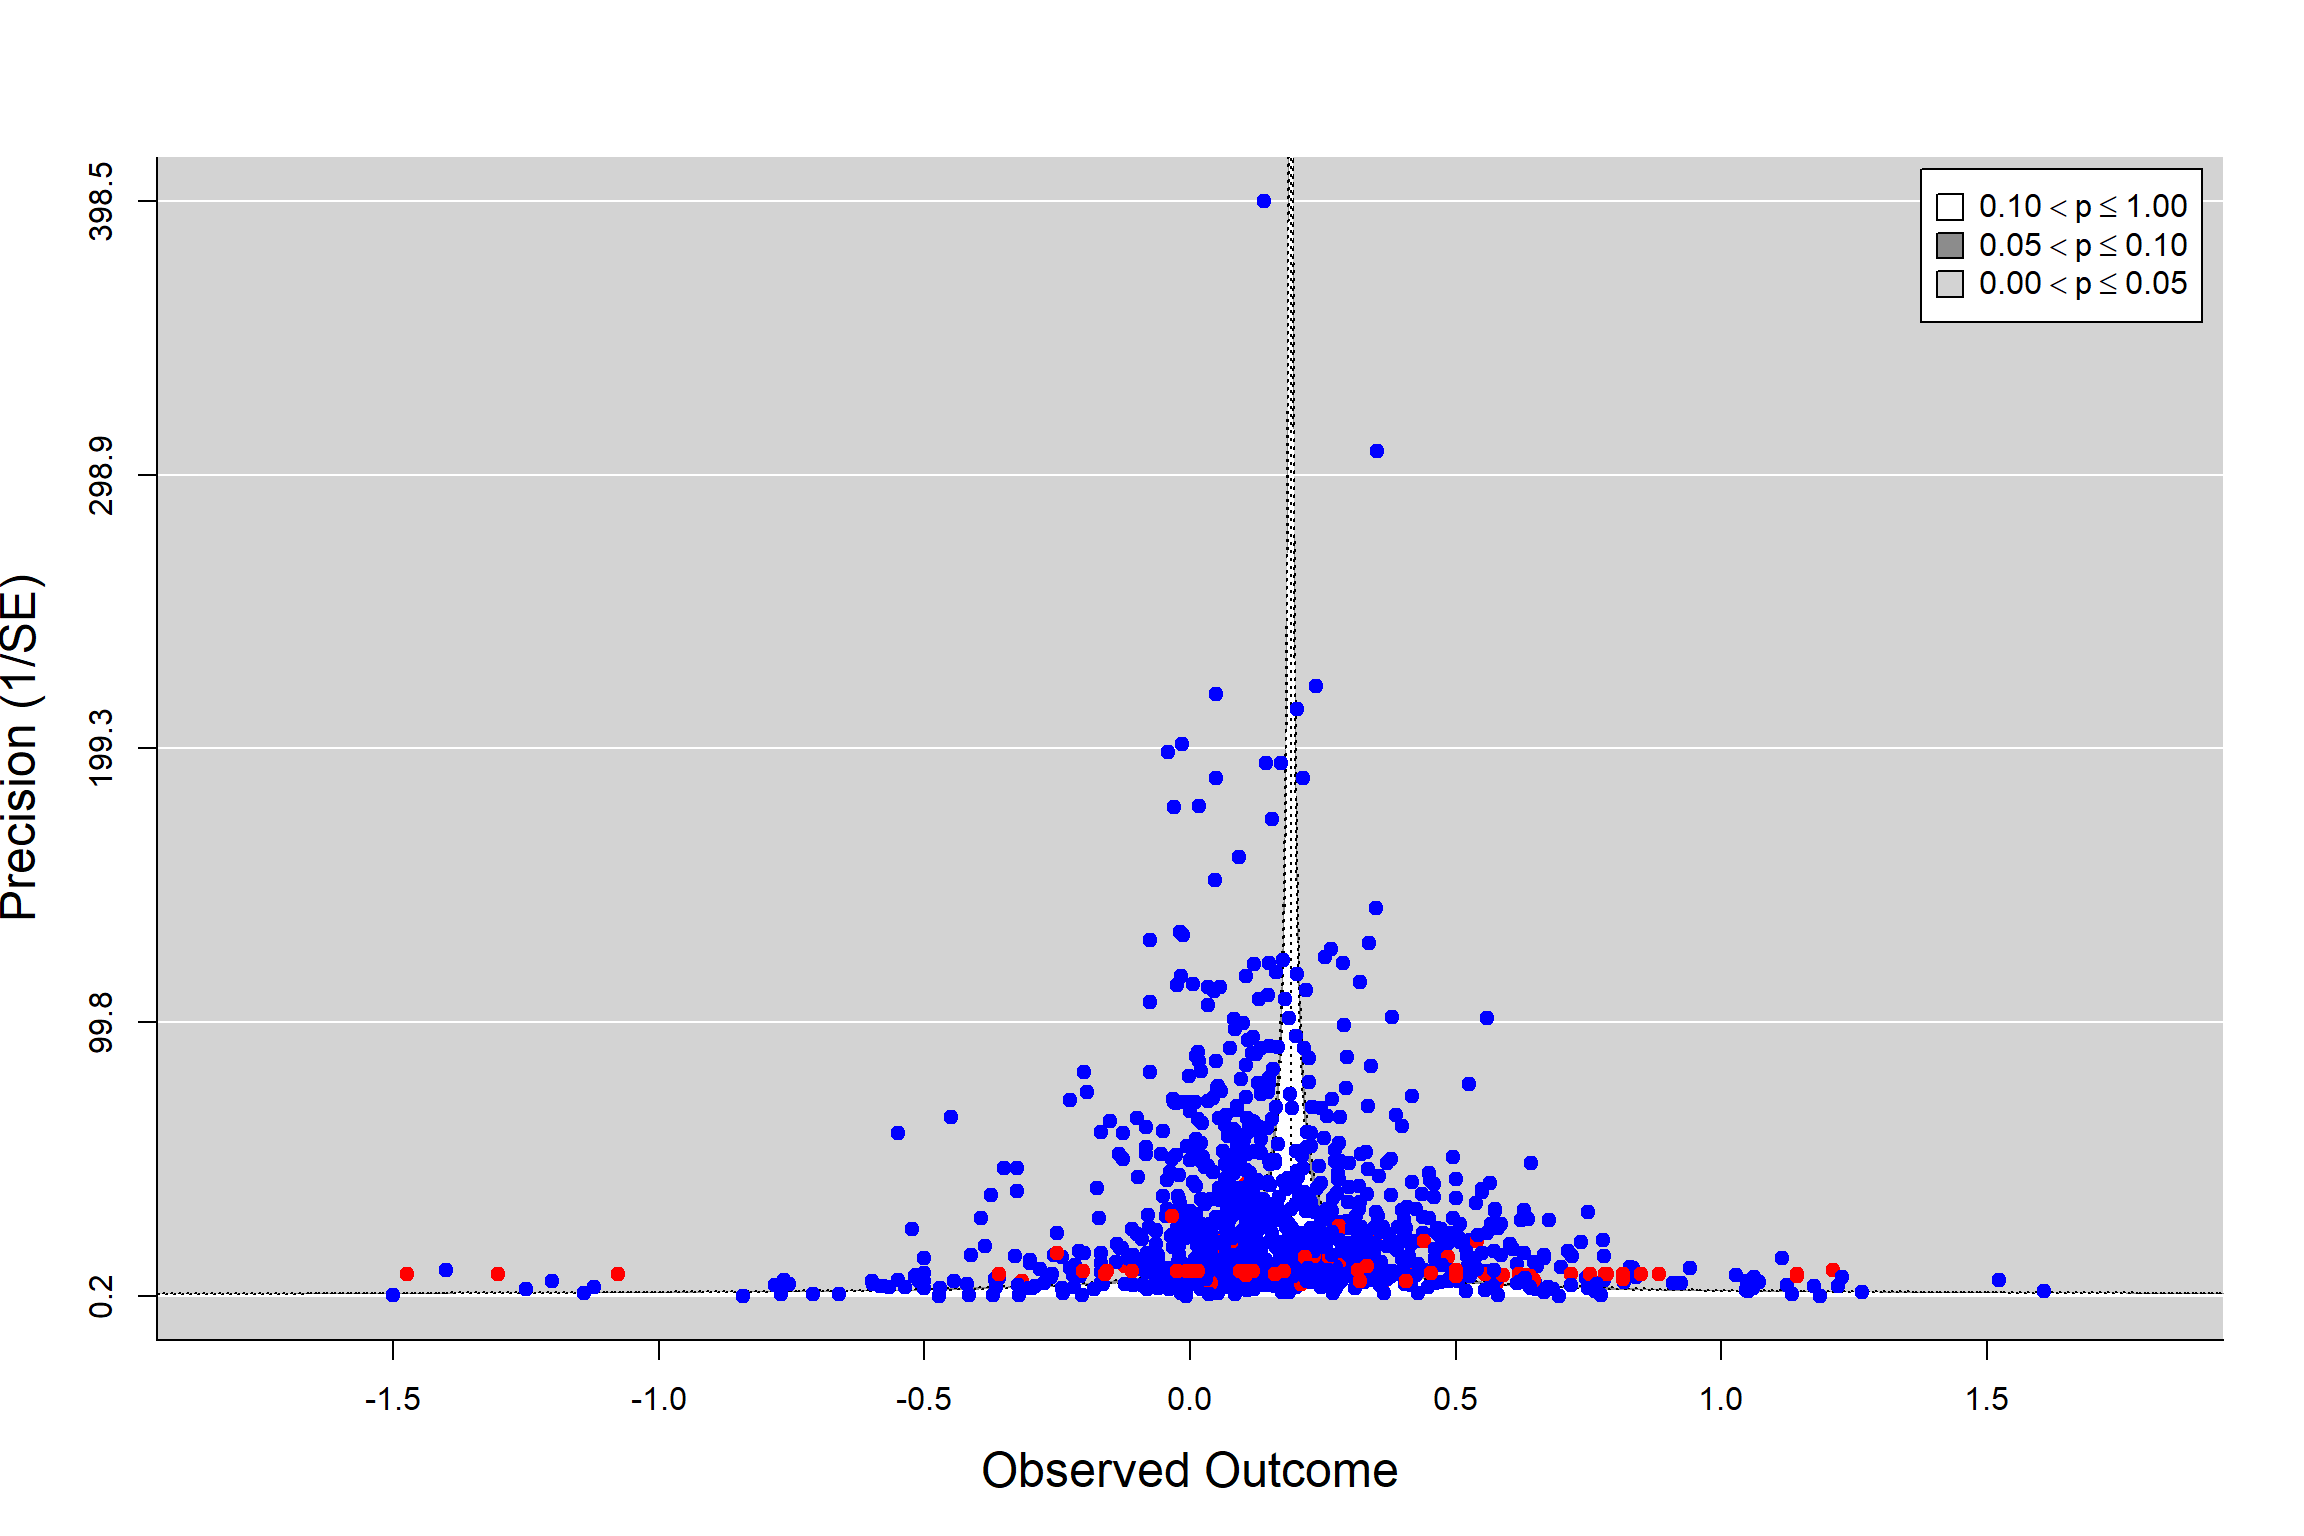 398.5
298.9
199.3
99.8
0.2
Precision (1/SE)
0.10 < p ≤ 1.00
0.05 < p ≤ 0.10
0.00 < p ≤ 0.05
-1.5 -1.0 -0.5 0.0 0.5 1.0 1.5
Observed Outcome